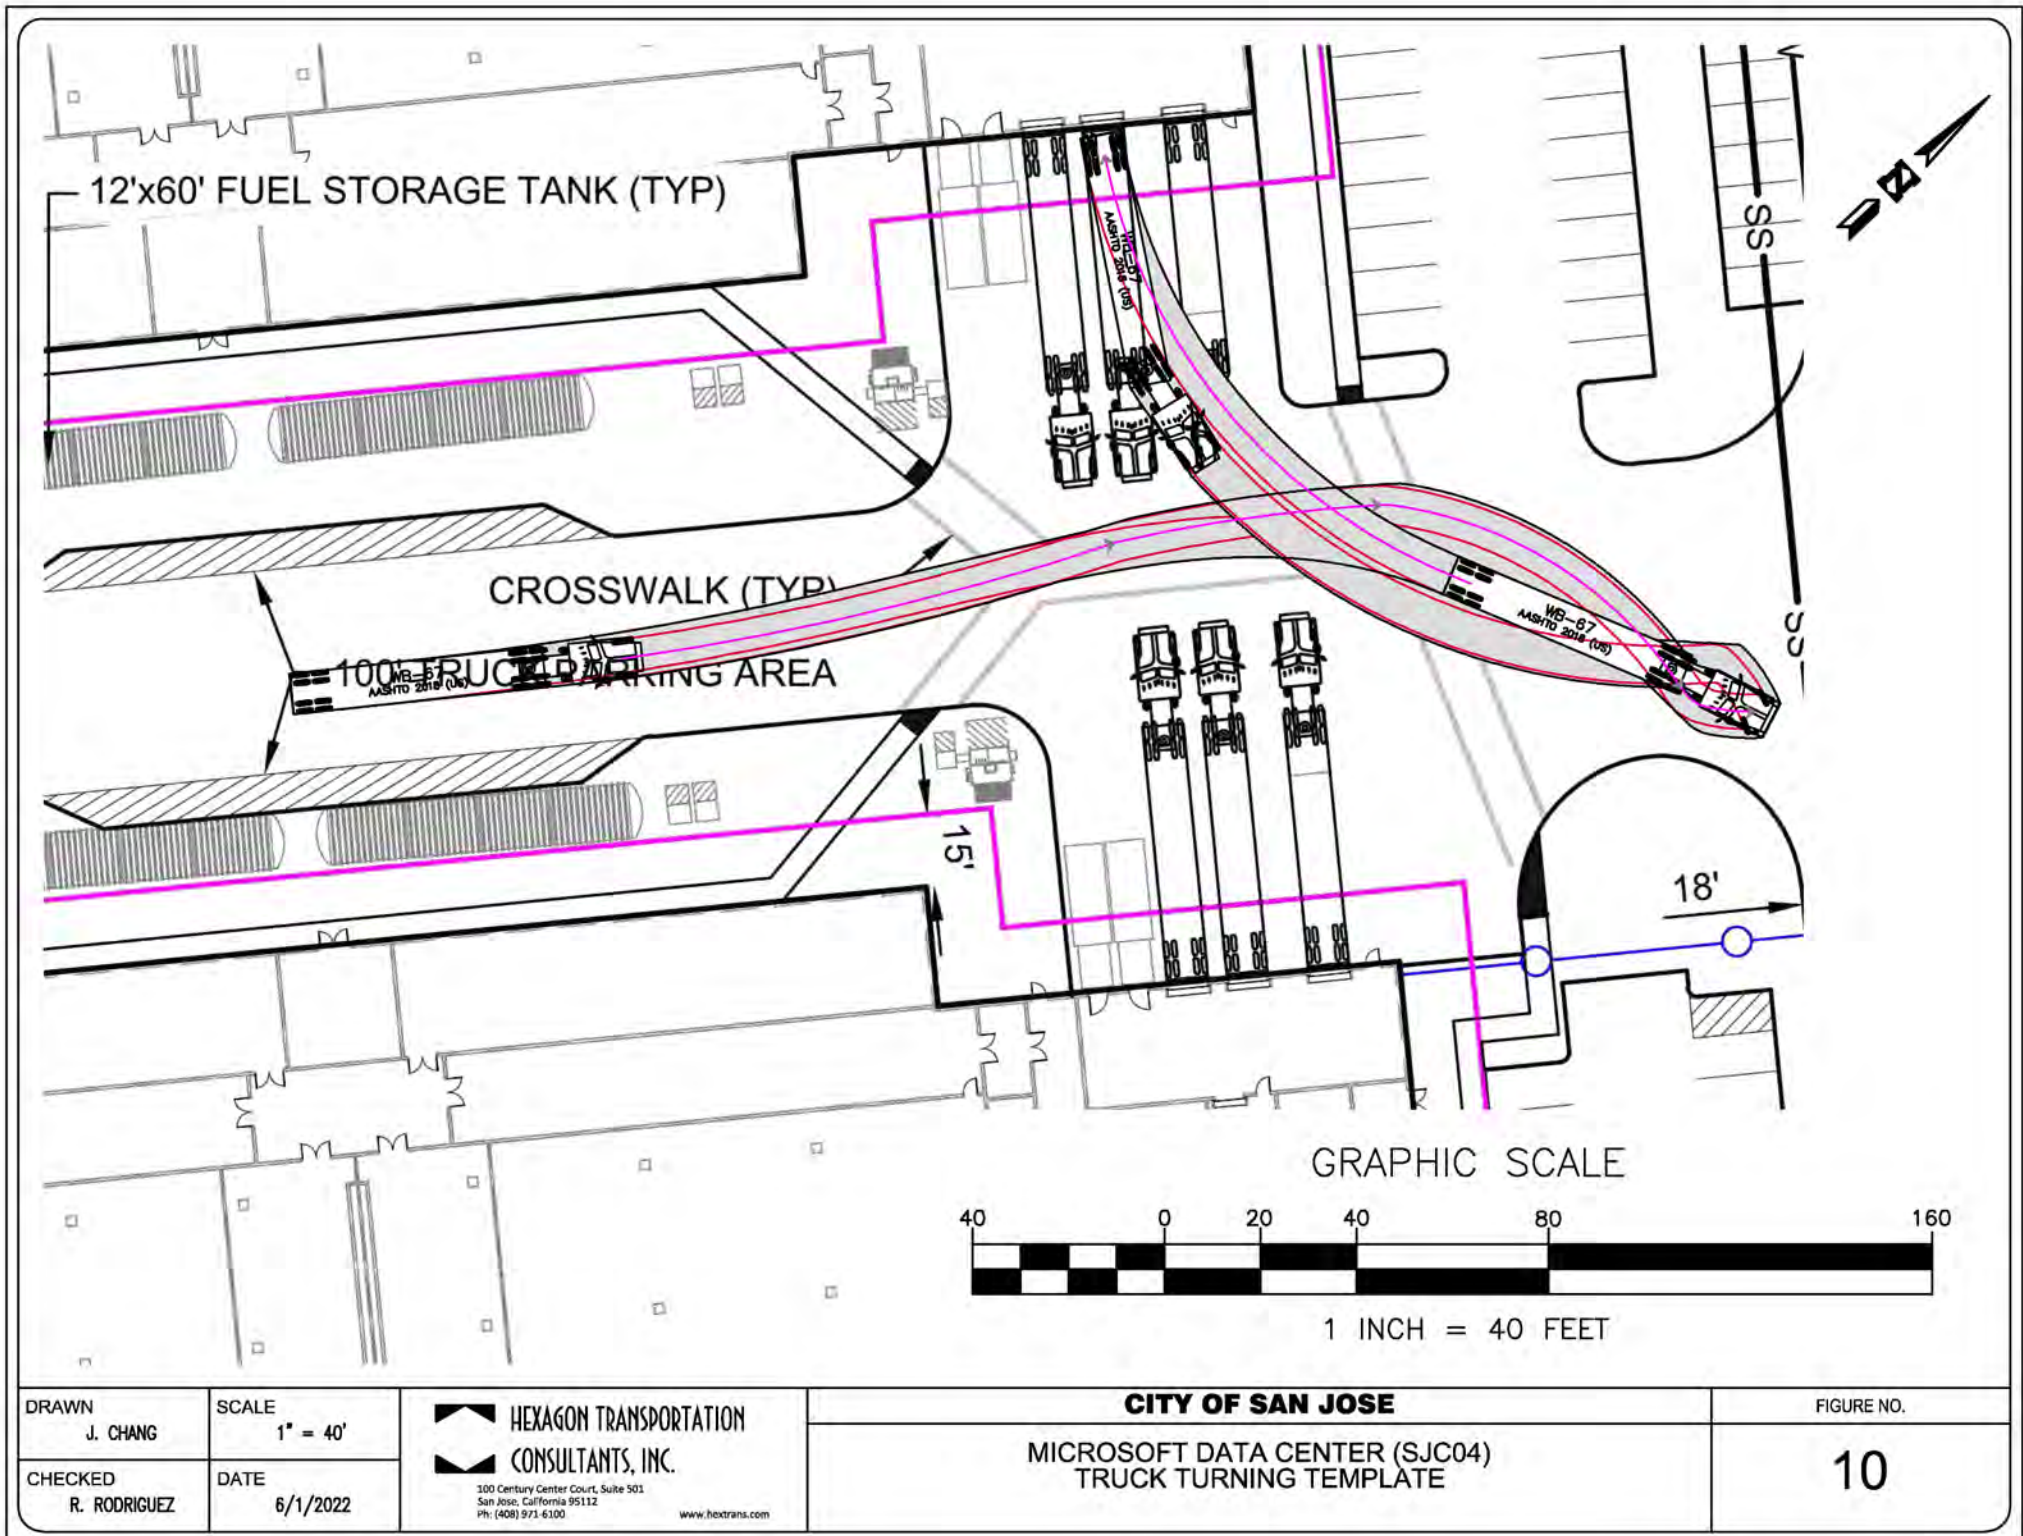 12'x60' FUEL STORAGE TANK (TYP)
WB-67
AASHTO 2018 (US)
N
SS
CROSSWALK (TYP)
WB-67
AASHTO 2018 (US)
SS
100' TRUCK PARKING AREA
WB-67
AASHTO 2018 (US)
15'
18'
GRAPHIC SCALE
40 0 20 40 80 160
1 INCH = 40 FEET
DRAWN
J. CHANG
SCALE
1" = 40'
CHECKED
R. RODRIGUEZ
DATE
6/1/2022
HEXAGON TRANSPORTATION
CONSULTANTS, INC.
100 Century Center Court, Suite 501
San Jose, California 95112
Ph: (408) 971-6100
www.hextrans.com
CITY OF SAN JOSE
MICROSOFT DATA CENTER (SJC04)
TRUCK TURNING TEMPLATE
FIGURE NO.
10